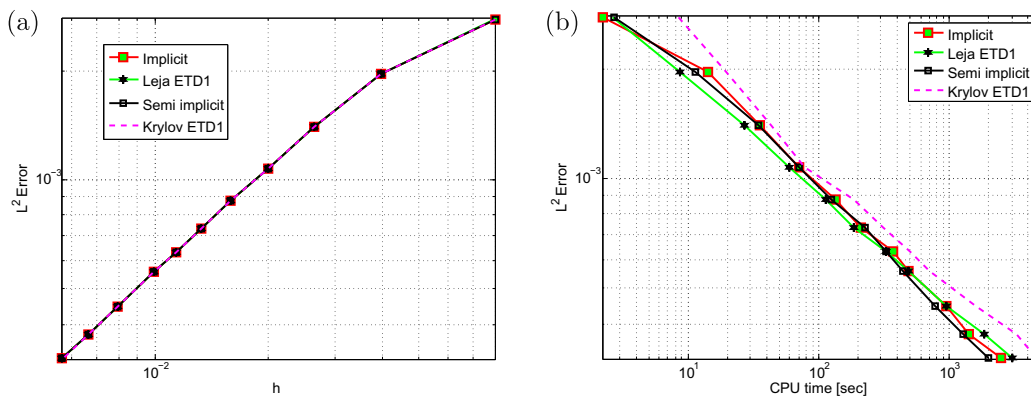 (a)
Implicit
Leja ETD1
Semi implicit
Krylov ETD1
10⁻³
L² Error
10⁻²
h
(b)
Implicit
Leja ETD1
Semi implicit
Krylov ETD1
10⁻³
L² Error
10¹
10²
10³
CPU time [sec]